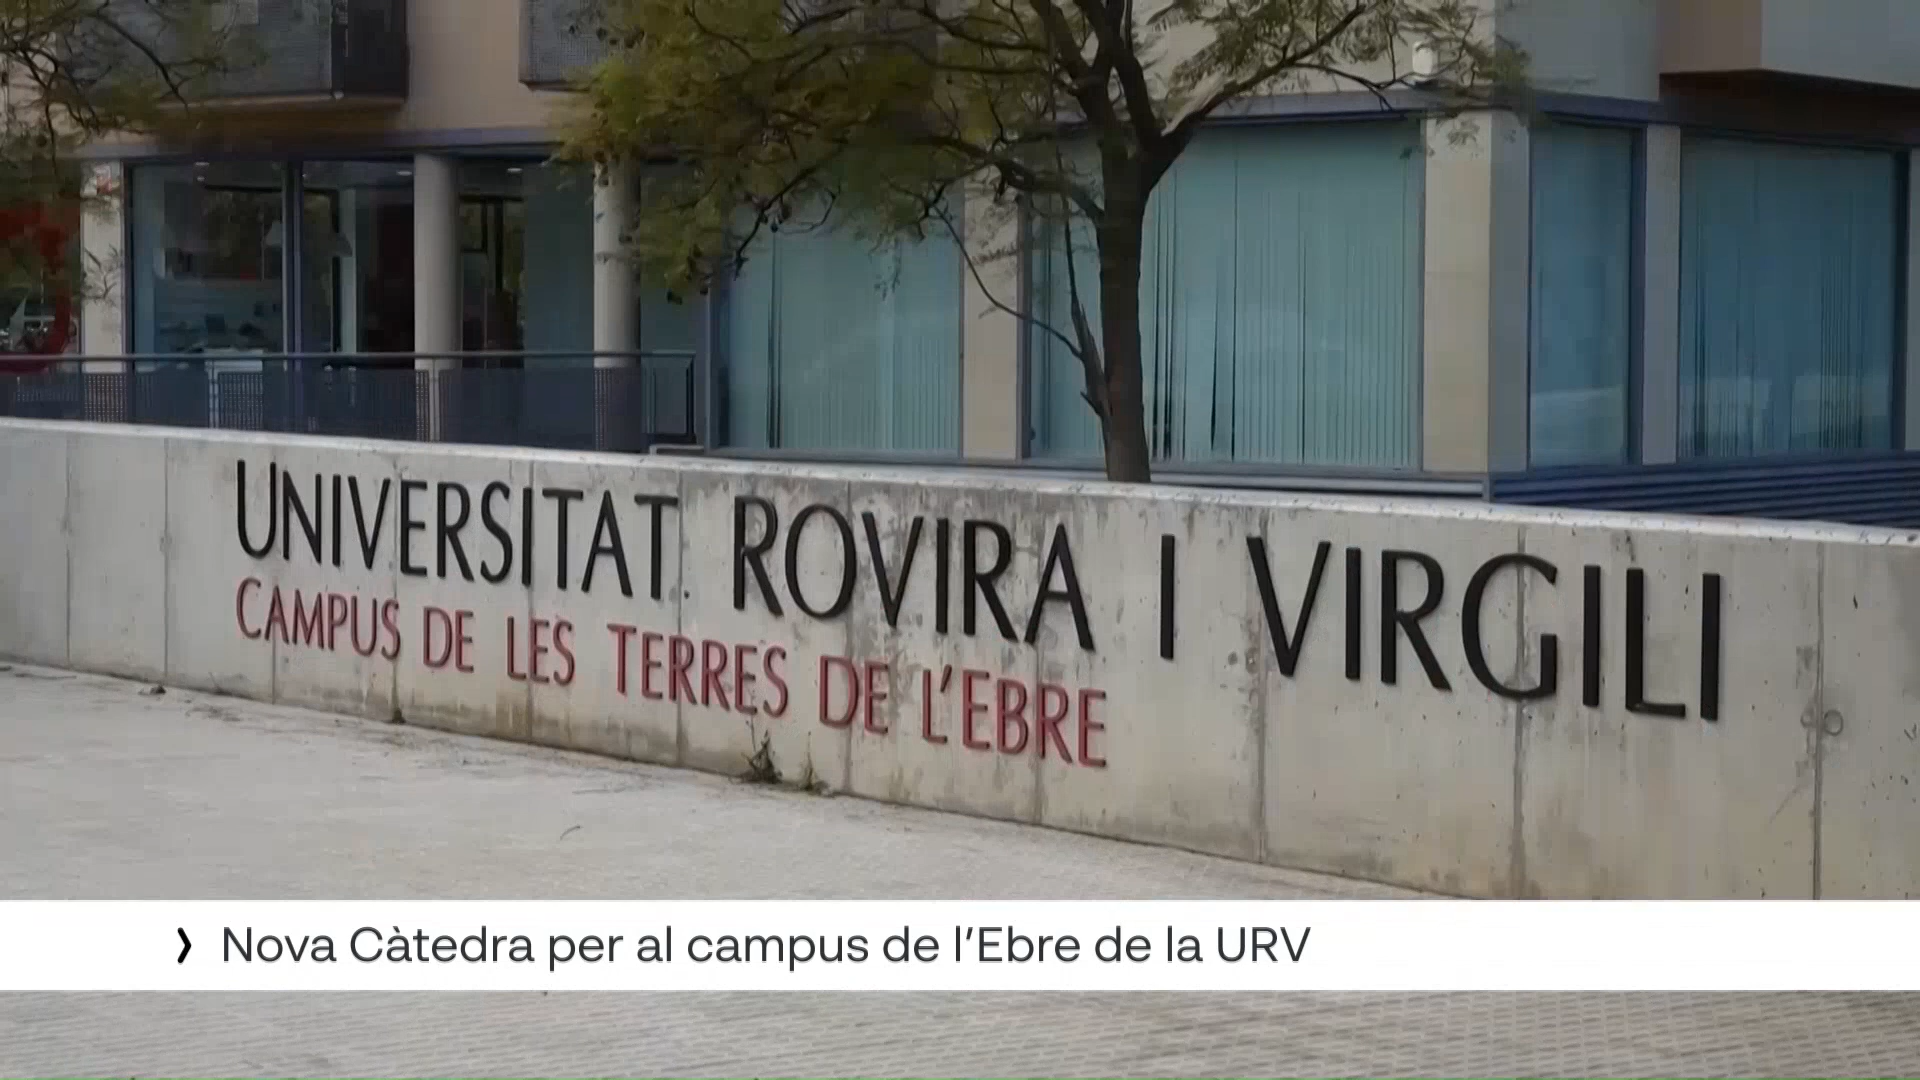 UNIVERSITAT ROVIRA I VIRGILI
CAMPUS DE LES TERRES DE L'EBRE
Nova Càtedra per al campus de l'Ebre de la URV